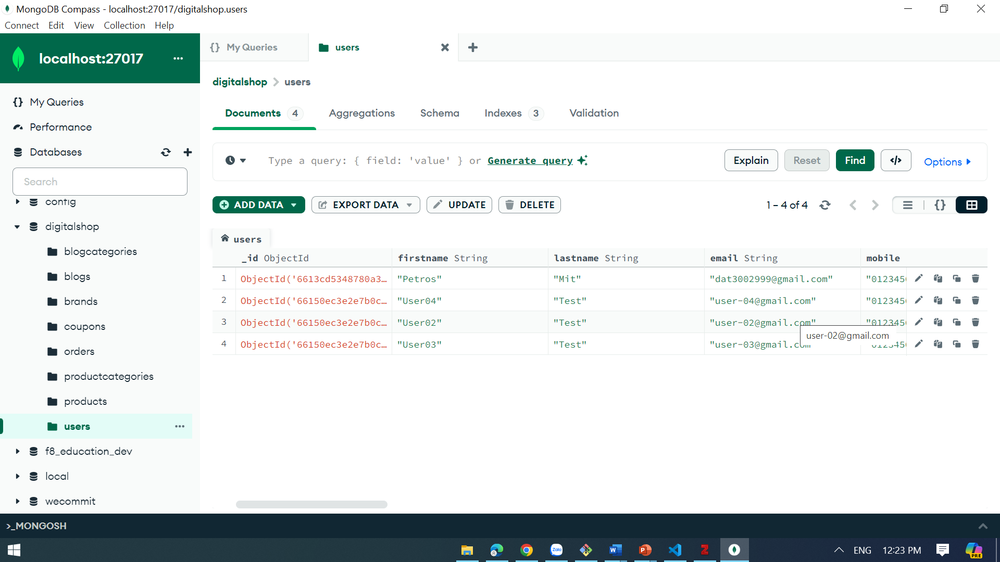 MongoDB Compass - localhost:27017/digitalshop.users
Connect Edit View Collection Help
localhost:27017 ...
{} My Queries
users
digitalshop > users
My Queries
Performance
Databases
Search
Documents 4 Aggregations Schema Indexes 3 Validation
Type a query: { field: 'value' } or Generate query
Explain Reset Find </> Options
ADD DATA EXPORT DATA UPDATE DELETE
1 – 4 of 4
config
digitalshop
blogcategories
blogs
brands
coupons
orders
productcategories
products
users ...
f8_education_dev
local
wecommit
users
_id ObjectId firstname String lastname String email String mobile
1 ObjectId('6613cd5348780a3... "Petros" "Mit" "dat3002999@gmail.com" "012345
2 ObjectId('66150ec3e2e7b0c... "User04" "Test" "user-04@gmail.com" "012345
3 ObjectId('66150ec3e2e7b0c... "User02" "Test" "user-02@gmail.com" "012345
user-02@gmail.com
4 ObjectId('66150ec3e2e7b0c... "User03" "Test" "user-03@gmail.com" "012345
>_MONGOSH
Zalo
W
P
Z
ENG 12:23 PM
PRE